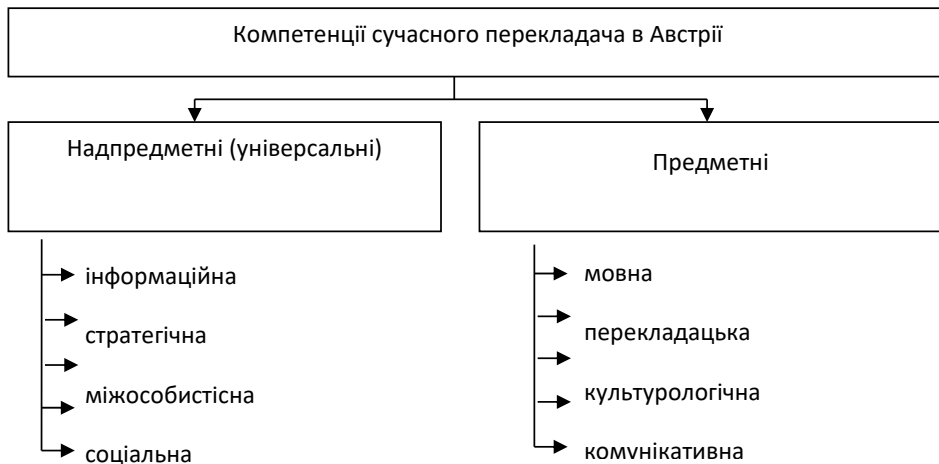 Компетенції сучасного перекладача в Австрії
Надпредметні (універсальні)
Предметні
інформаційна
стратегічна
міжособистісна
соціальна
мовна
перекладацька
культурологічна
комунікативна